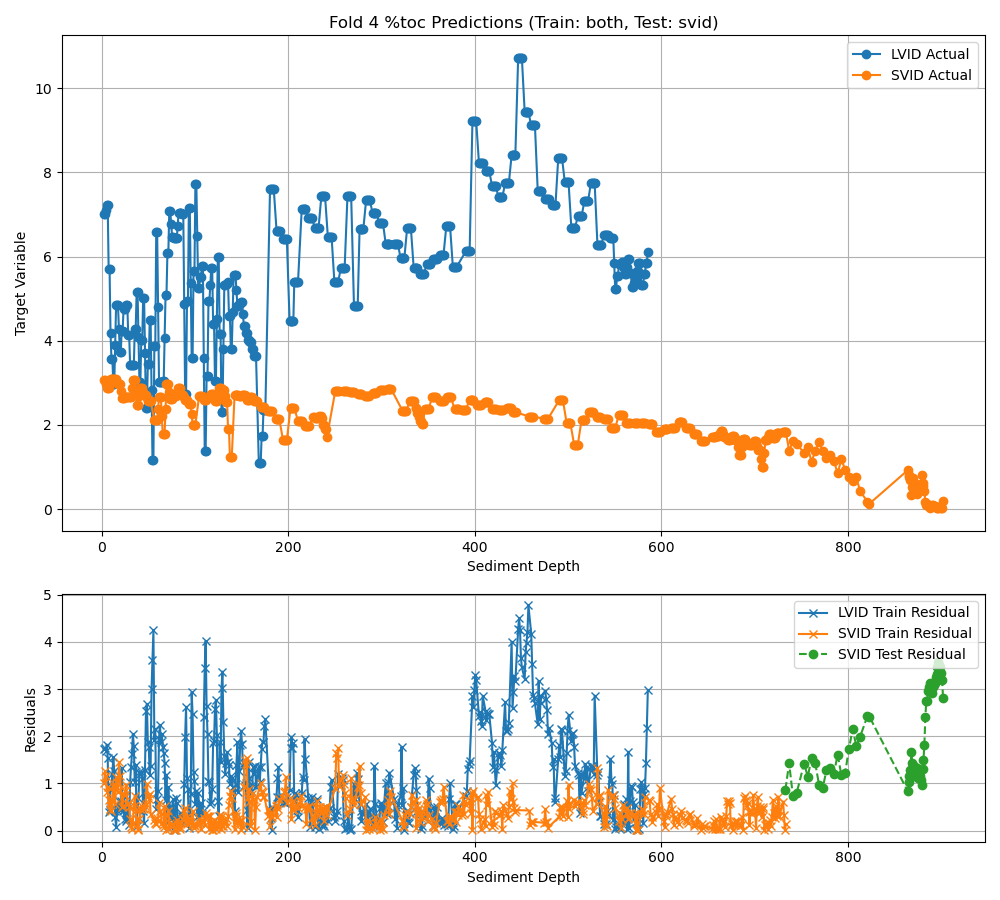 Fold 4 %toc Predictions (Train: both, Test: svid)
LVID Actual
SVID Actual
Target Variable
10
8
6
4
2
0
0 200 400 600 800
Sediment Depth
LVID Train Residual
SVID Train Residual
SVID Test Residual
Residuals
5
4
3
2
1
0
0 200 400 600 800
Sediment Depth